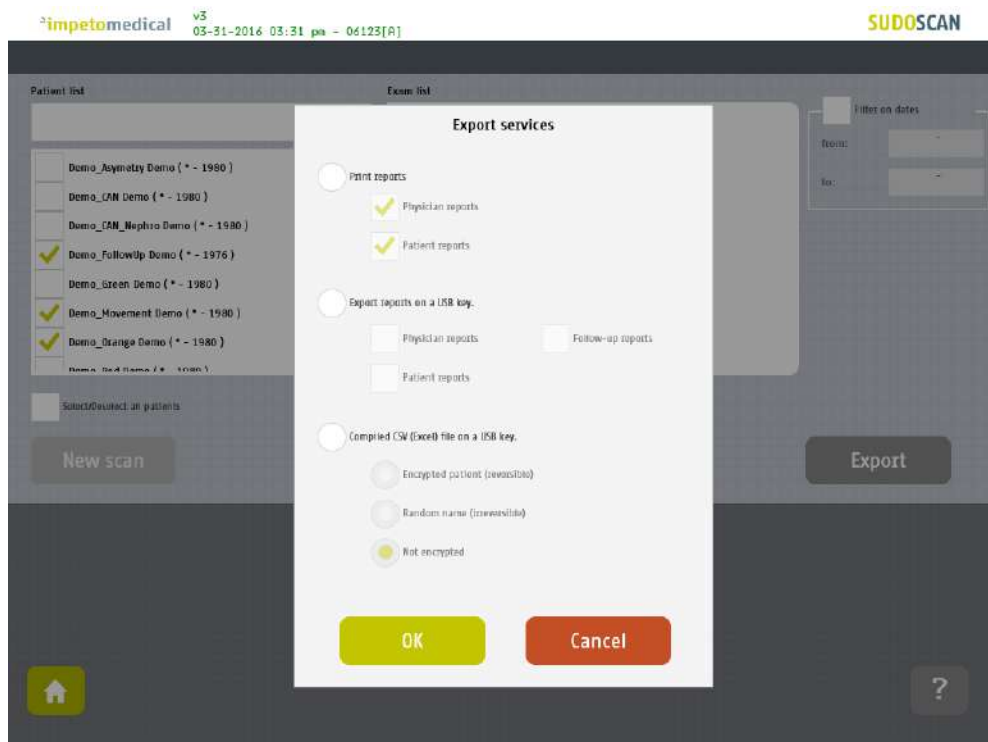 impetomedical
v3
03-31-2016 03:31 pm - 06123[A]
SUDOSCAN
Patient list
Exam list
Filter on dates
from:
-
to:
-
Demo_Asymetry Demo ( * - 1980 )
Demo_CAN Demo ( * - 1980 )
Demo_CAN_Nephro Demo ( * - 1980 )
Demo_FollowUp Demo ( * - 1976 )
Demo_Green Demo ( * - 1980 )
Demo_Movement Demo ( * - 1980 )
Demo_Orange Demo ( * - 1980 )
Demo_Red Demo ( * - 1980 )
Select/Deselect all patients
New scan
Export
Export services
Print reports
Physician reports
Patient reports
Export reports on a USB key.
Physician reports
Follow-up reports
Patient reports
Compiled CSV (Excel) file on a USB key.
Encrypted patient (reversible)
Random name (irreversible)
Not encrypted
OK
Cancel
?